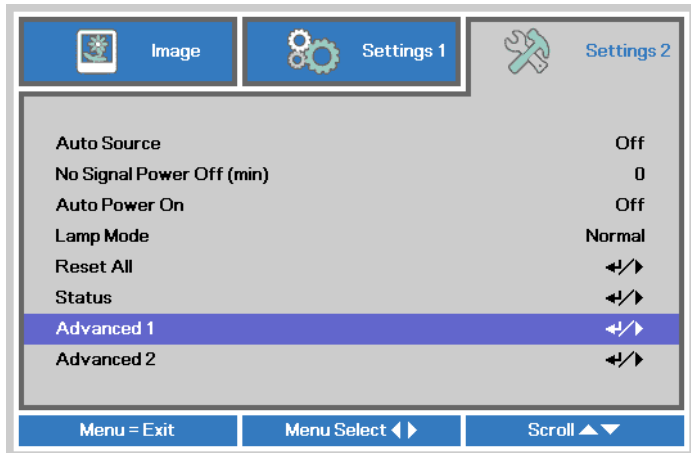 Image Settings 1 Settings 2
Auto Source Off
No Signal Power Off (min) 0
Auto Power On Off
Lamp Mode Normal
Reset All ↵/▶
Status ↵/▶
Advanced 1 ↵/▶
Advanced 2 ↵/▶
Menu = Exit Menu Select ◀ ▶ Scroll ▲▼